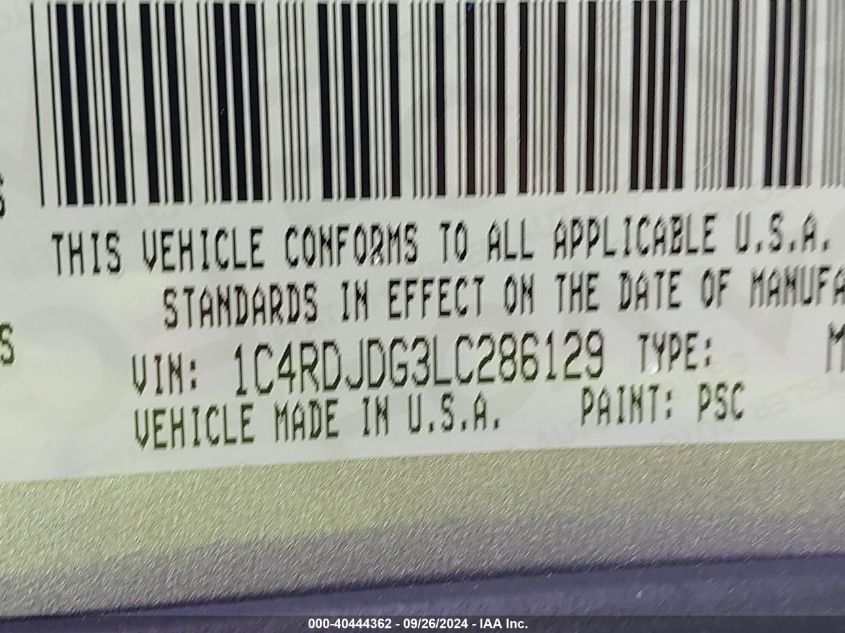 THIS VEHICLE CONFORMS TO ALL APPLICABLE U.S.A.
STANDARDS IN EFFECT ON THE DATE OF MANUFA
S
VIN: 1C4RDJDG3LC286129 TYPE: M
VEHICLE MADE IN U.S.A. PAINT: PSC
000-40444362 - 09/26/2024 - IAA Inc.